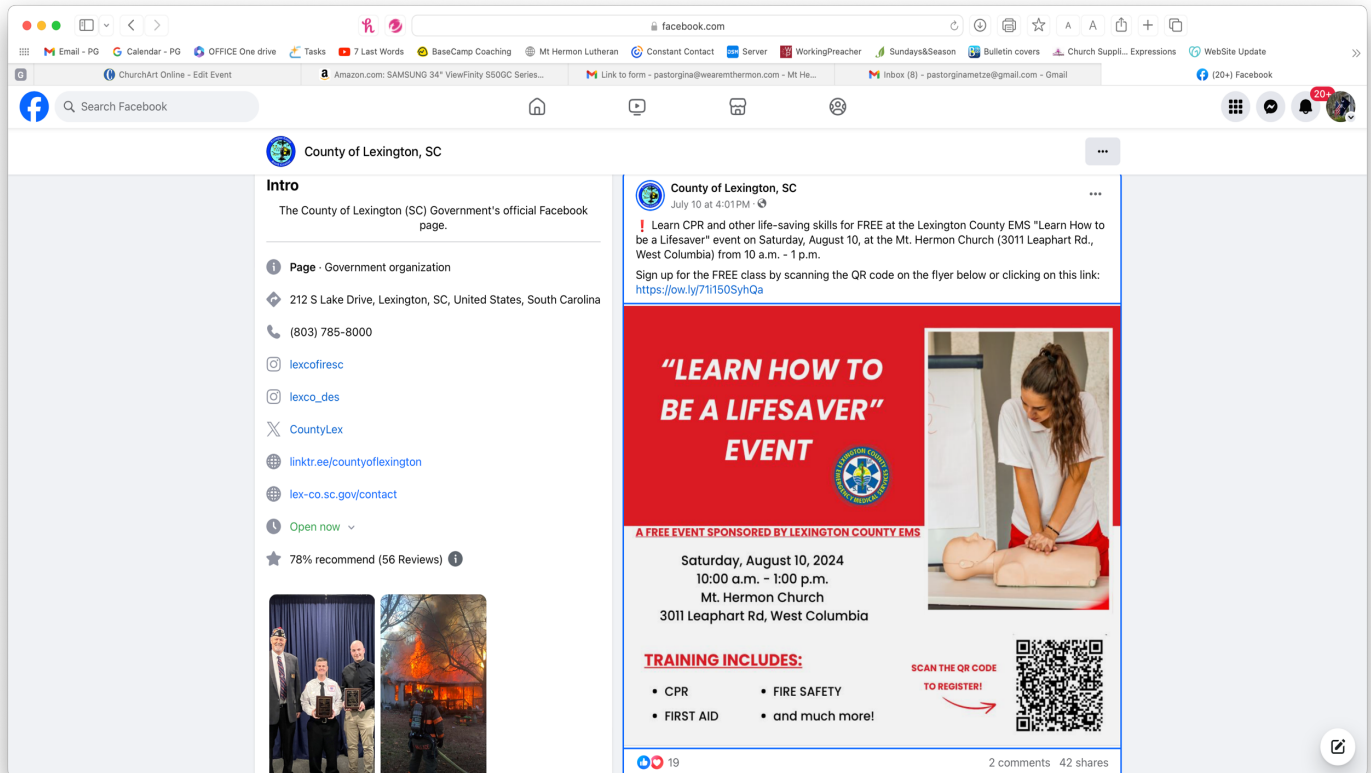 facebook.com
A A
Email - PG
Calendar - PG
OFFICE One drive
Tasks
7 Last Words
BaseCamp Coaching
Mt Hermon Lutheran
Constant Contact
DSM Server
WorkingPreacher
Sundays&Season
Bulletin covers
Church Suppli... Expressions
WebSite Update
G
ChurchArt Online - Edit Event
Amazon.com: SAMSUNG 34" ViewFinity S50GC Series...
Link to form - pastorgina@wearemthermon.com - Mt He...
Inbox (8) - pastorginametze@gmail.com - Gmail
(20+) Facebook
Search Facebook
20+
County of Lexington, SC
Intro
The County of Lexington (SC) Government's official Facebook
page.
Page · Government organization
212 S Lake Drive, Lexington, SC, United States, South Carolina
(803) 785-8000
lexcofiresc
lexco_des
CountyLex
linktr.ee/countyoflexington
lex-co.sc.gov/contact
Open now
78% recommend (56 Reviews)
County of Lexington, SC
July 10 at 4:01 PM ·
❗ Learn CPR and other life-saving skills for FREE at the Lexington County EMS "Learn How to
be a Lifesaver" event on Saturday, August 10, at the Mt. Hermon Church (3011 Leaphart Rd.,
West Columbia) from 10 a.m. - 1 p.m.
Sign up for the FREE class by scanning the QR code on the flyer below or clicking on this link:
https://ow.ly/71i150SyhQa
“LEARN HOW TO
BE A LIFESAVER”
EVENT
LEXINGTON COUNTY
EMERGENCY MEDICAL SERVICES
A FREE EVENT SPONSORED BY LEXINGTON COUNTY EMS
Saturday, August 10, 2024
10:00 a.m. - 1:00 p.m.
Mt. Hermon Church
3011 Leaphart Rd, West Columbia
TRAINING INCLUDES:
• CPR
• FIRST AID
• FIRE SAFETY
• and much more!
SCAN THE QR CODE
TO REGISTER!
19
2 comments 42 shares